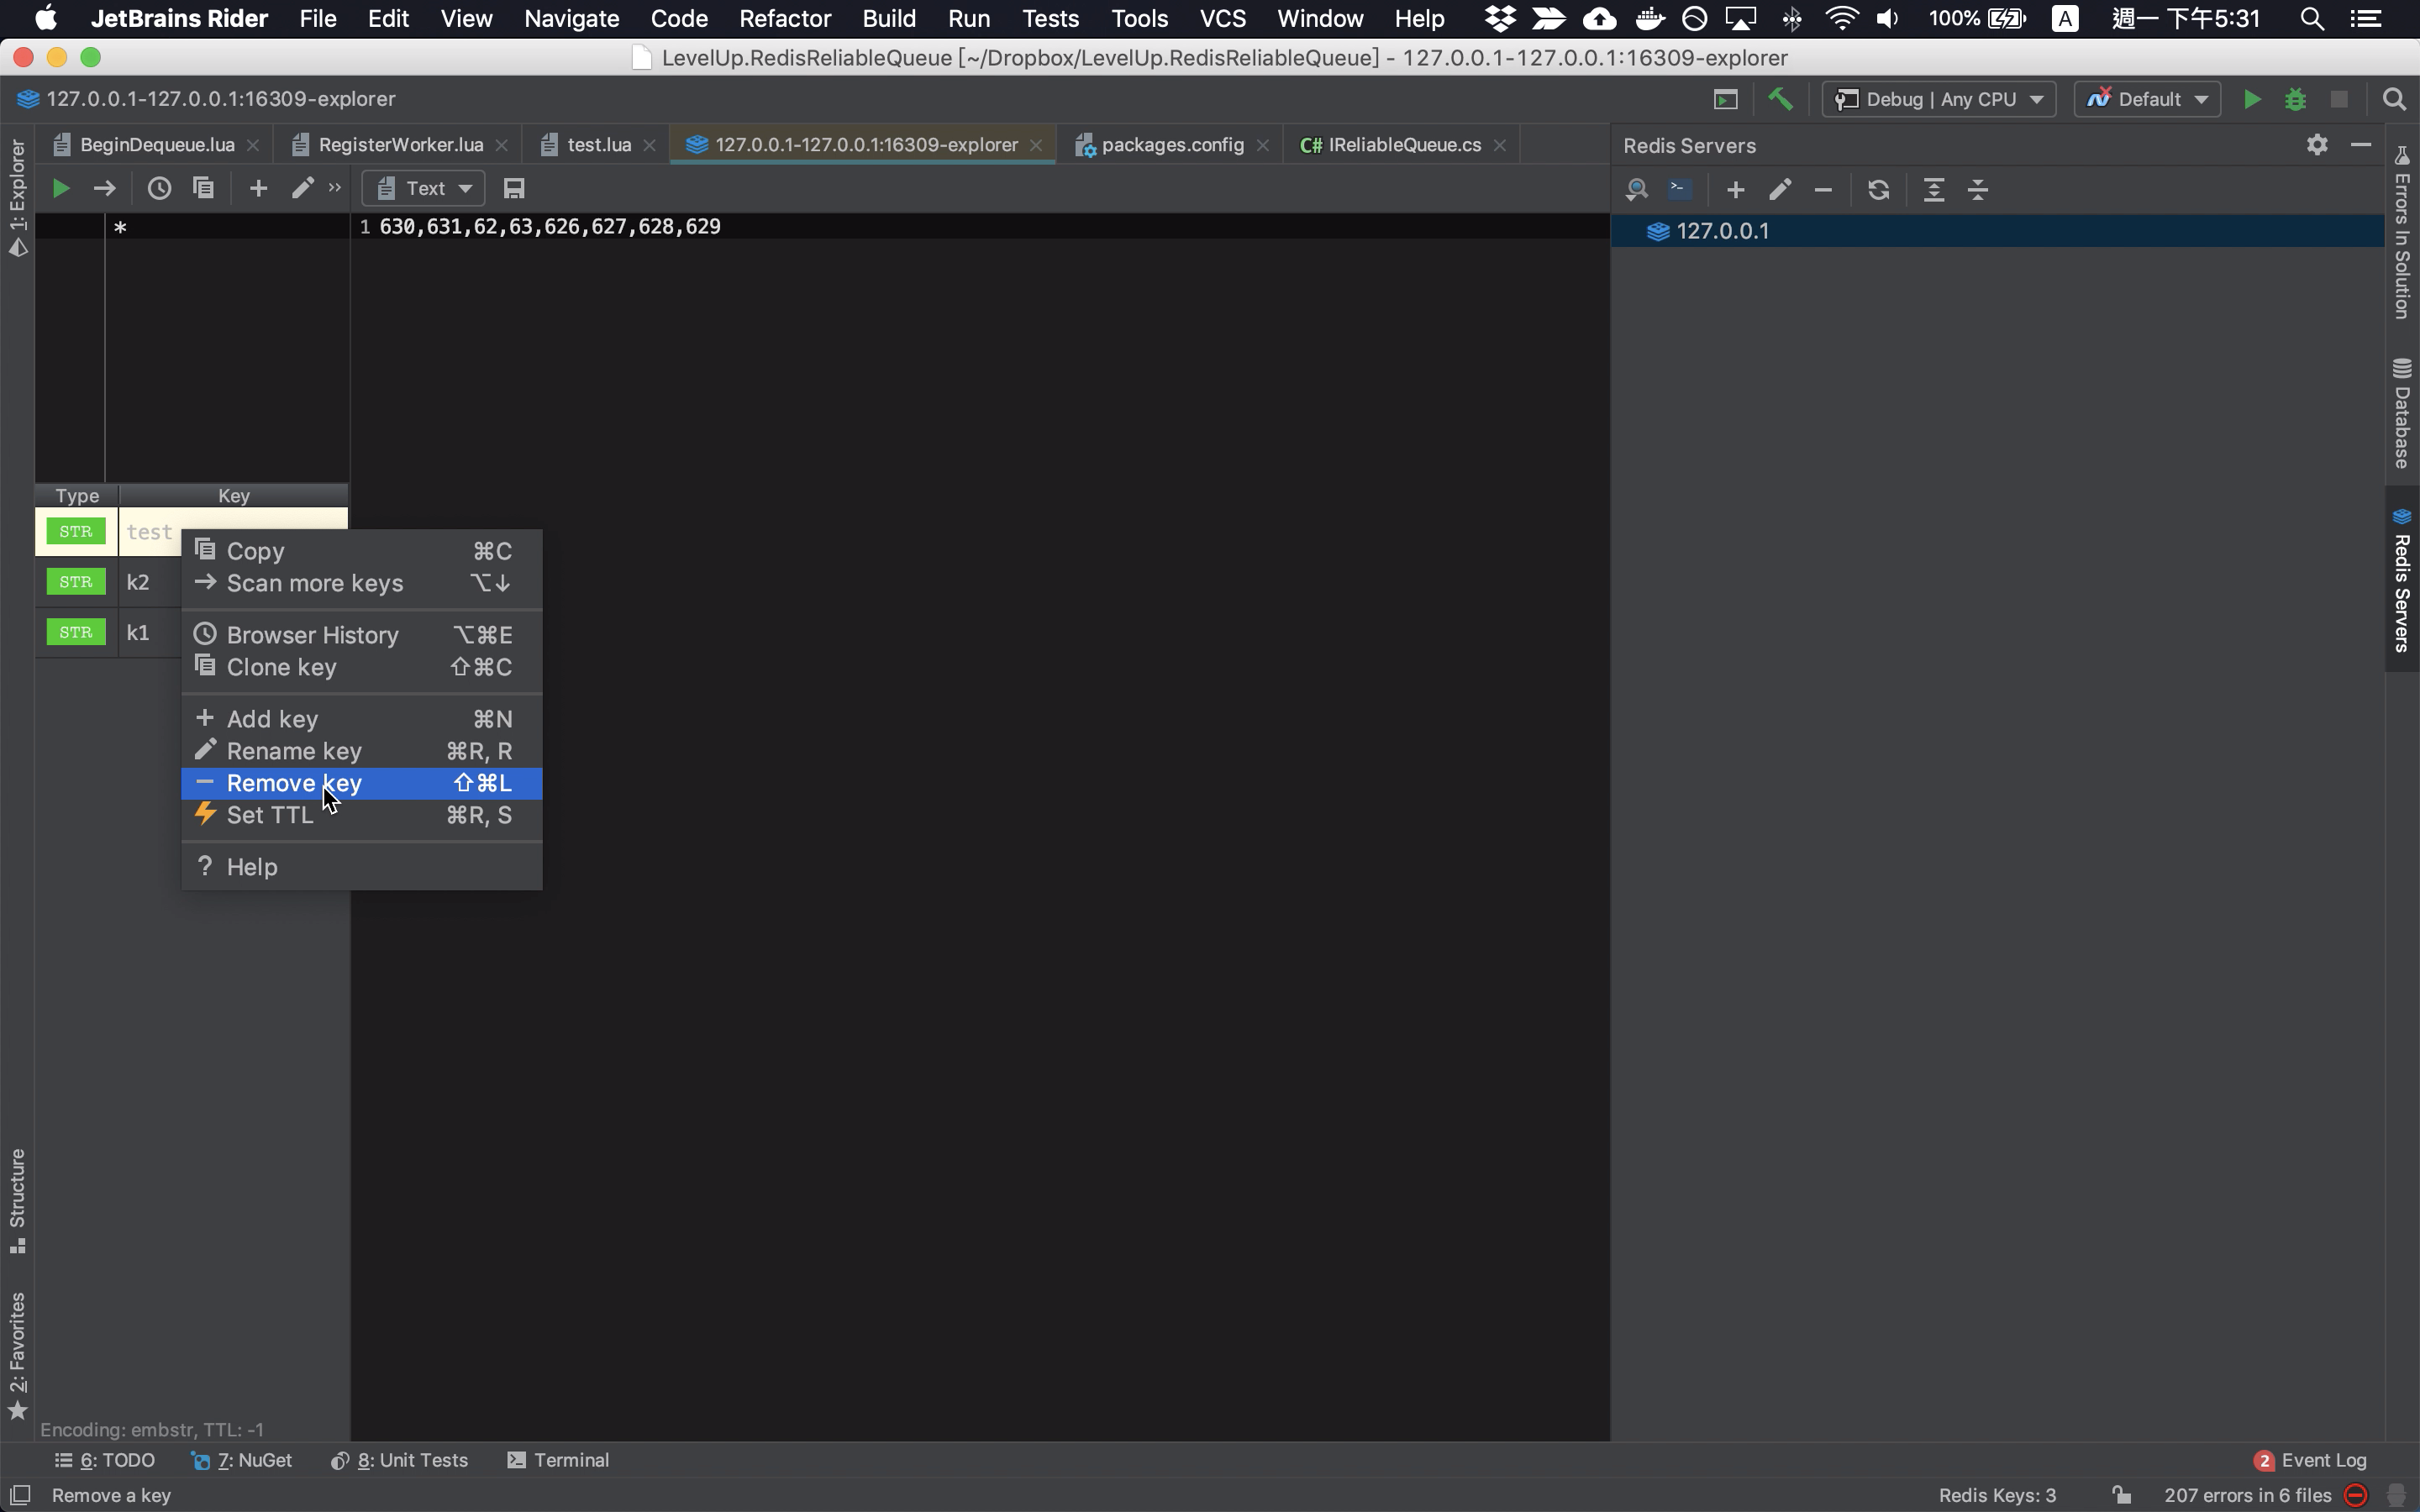 JetBrains Rider File Edit View Navigate Code Refactor Build Run Tests Tools VCS Window Help 100% A 週一 下午5:31
LevelUp.RedisReliableQueue [~/Dropbox/LevelUp.RedisReliableQueue] - 127.0.0.1-127.0.0.1:16309-explorer
127.0.0.1-127.0.0.1:16309-explorer Debug | Any CPU Default
BeginDequeue.lua RegisterWorker.lua test.lua 127.0.0.1-127.0.0.1:16309-explorer packages.config C# IReliableQueue.cs Redis Servers
Text
* 1 630,631,62,63,626,627,628,629 127.0.0.1
Type Key
STR test
STR k2
STR k1
Copy ⌘C
Scan more keys ⌥↓
Browser History ⌥⌘E
Clone key ⇧⌘C
Add key ⌘N
Rename key ⌘R, R
Remove key ⇧⌘L
Set TTL ⌘R, S
? Help
1: Explorer
Structure
2: Favorites
Errors In Solution
Database
Redis Servers
Encoding: embstr, TTL: -1
6: TODO 7: NuGet 8: Unit Tests Terminal 2 Event Log
Remove a key Redis Keys: 3 207 errors in 6 files